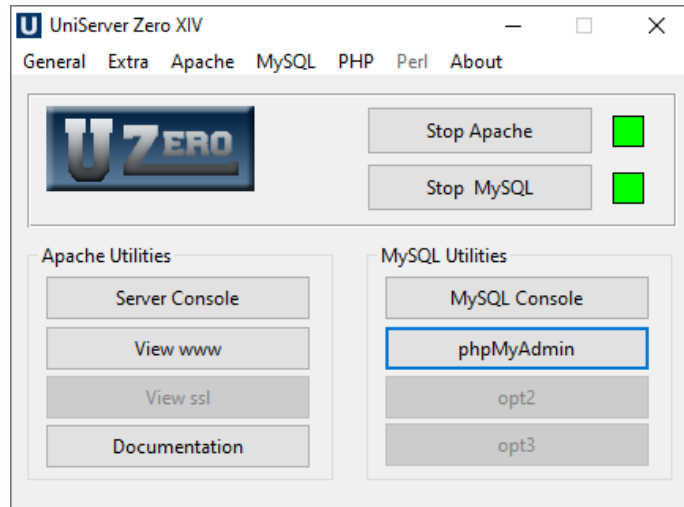 U UniServer Zero XIV
General Extra Apache MySQL PHP Perl About
U ZERO
Stop Apache
Stop MySQL
Apache Utilities
Server Console
View www
View ssl
Documentation
MySQL Utilities
MySQL Console
phpMyAdmin
opt2
opt3